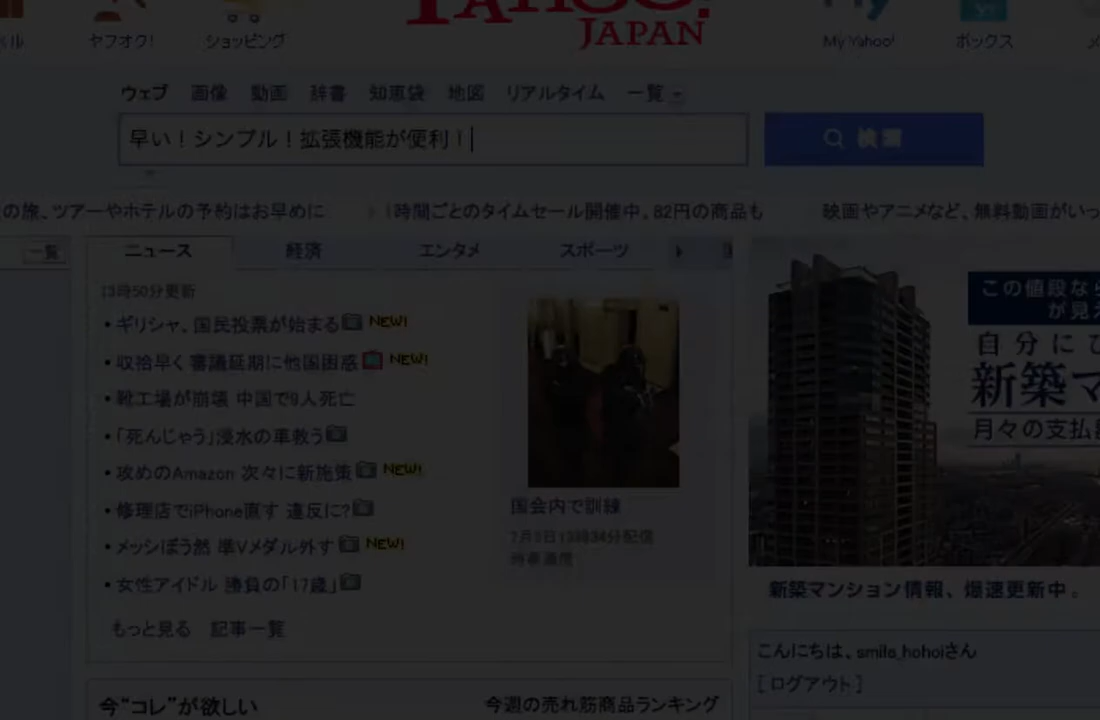 ヤフオク! ショッピング
YAHOO!
JAPAN
My Yahoo! ボックス
ウェブ 画像 動画 辞書 知恵袋 地図 リアルタイム 一覧
早い!シンプル!拡張機能が便利!
検索
の旅、ツアーやホテルの予約はお早めに
1時間ごとのタイムセール開催中。82円の商品も
映画やアニメなど、無料動画がいっ
一覧
ニュース 経済 エンタメ スポーツ
13時50分更新
・ギリシャ、国民投票が始まる NEW!
・収拾早く 審議延期に他国困惑 NEW!
・靴工場が崩壊 中国で9人死亡
・「死んじゃう」浸水の車救う
・攻めのAmazon 次々に新施策 NEW!
・修理店でiPhone直す 違反に?
・メッシぼう然 準Vメダル外す NEW!
・女性アイドル 勝負の「17歳」
もっと見る 記事一覧
国会内で訓練
時事通信
この値段なら
が見え
自分にひ
新築マ
月々の支払
新築マンション情報、爆速更新中。
こんにちは、smile_hohoiさん
[ログアウト]
今“コレ”が欲しい
今週の売れ筋商品ランキング